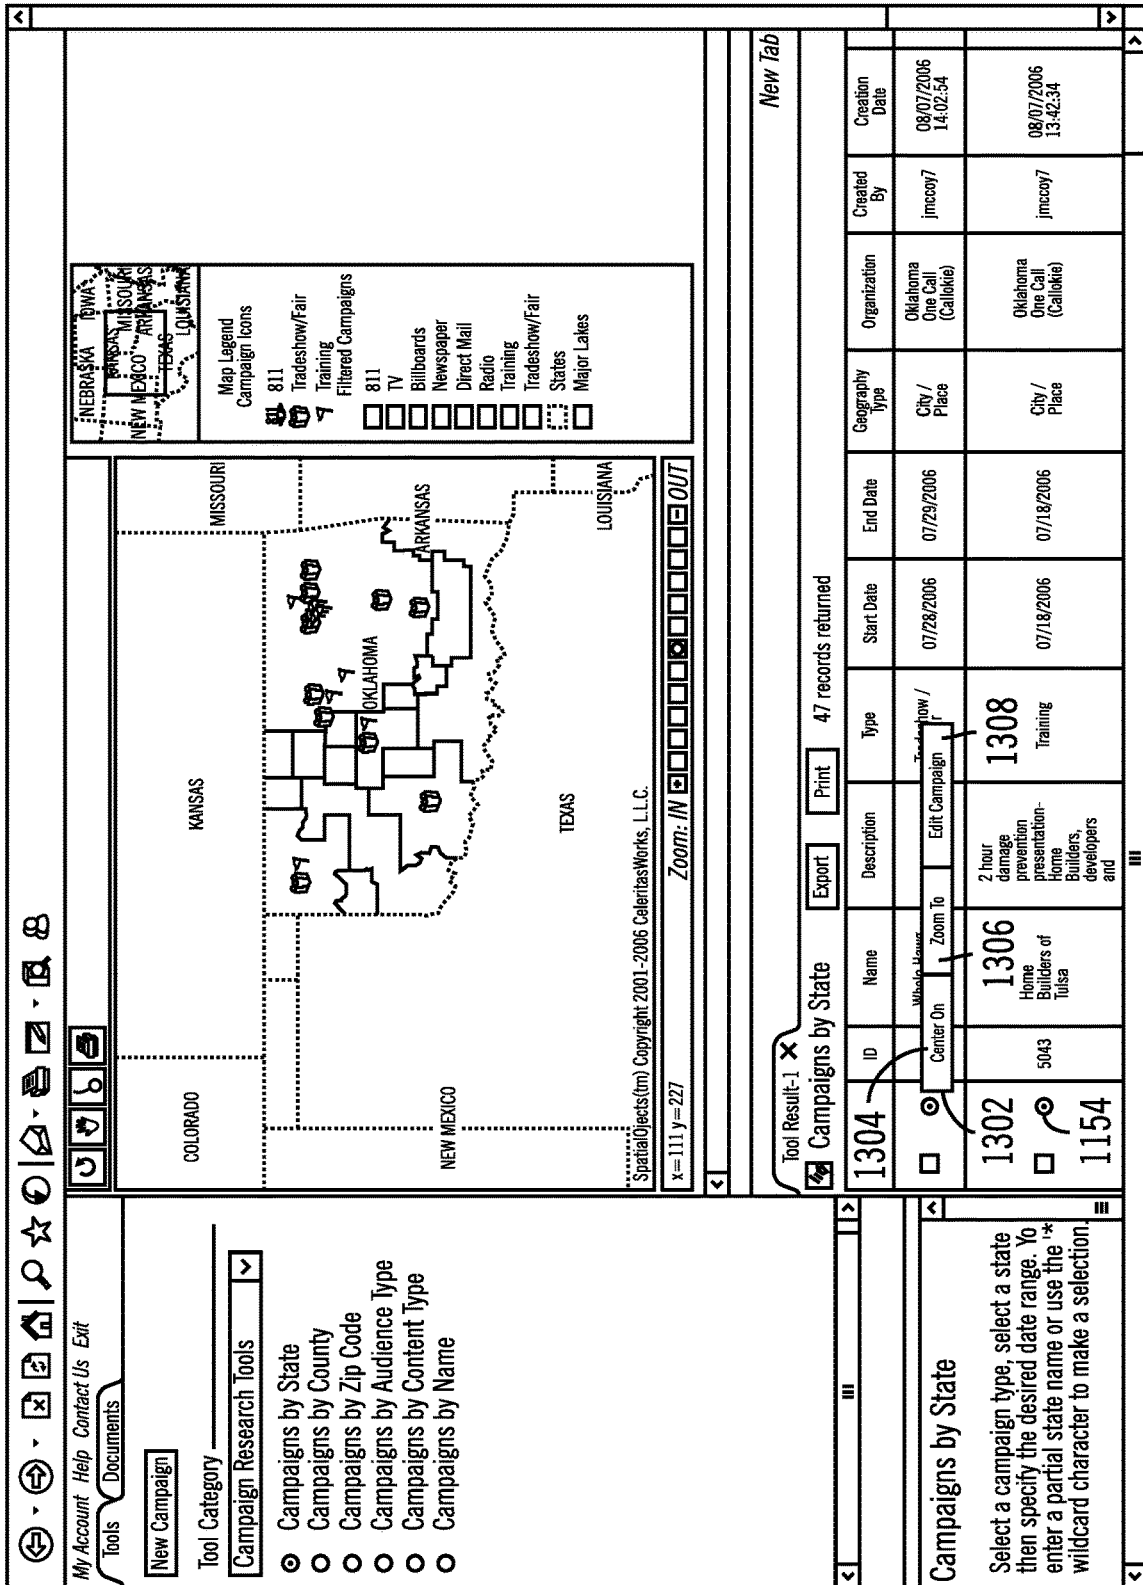 My Account Help Contact Us Exit
Tools
Documents
New Campaign
Tool Category
Campaign Research Tools
Campaigns by State
Campaigns by County
Campaigns by Zip Code
Campaigns by Audience Type
Campaigns by Content Type
Campaigns by Name
Campaigns by State
Select a campaign type, select a state
then specify the desired date range. Yo
enter a partial state name or use the '*
wildcard character to make a selection.
COLORADO
KANSAS
MISSOURI
NEW MEXICO
OKLAHOMA
ARKANSAS
TEXAS
LOUISIANA
SpatialOjects(tm) Copyright 2001-2006 CeleritasWorks, L.L.C.
x=111 y=227
Zoom: IN
OUT
NEBRASKA
IOWA
KANSAS
MISSOURI
NEW MEXICO
ARKANSAS
TEXAS
LOUISIANA
Map Legend
Campaign Icons
811 811
Tradeshow/Fair
Training
Filtered Campaigns
811
TV
Billboards
Newspaper
Direct Mail
Radio
Training
Tradeshow/Fair
States
Major Lakes
New Tab
Tool Result-1 X
Campaigns by State
Export
Print
47 records returned
1304
ID
Name
Description
Type
Start Date
End Date
Geography Type
Organization
Created By
Creation Date
Center On
Zoom To
Edit Campaign
Tradeshow /
07/28/2006
07/29/2006
City / Place
Oklahoma One Call (Callokie)
jmccoy7
08/07/2006 14:02:54
1302
1306
1308
1154
5043
Home Builders of Tulsa
2 hour damage prevention presentation- Home Builders, developers and
Training
07/18/2006
07/18/2006
City / Place
Oklahoma One Call (Callokie)
jmccoy7
08/07/2006 13:42:34